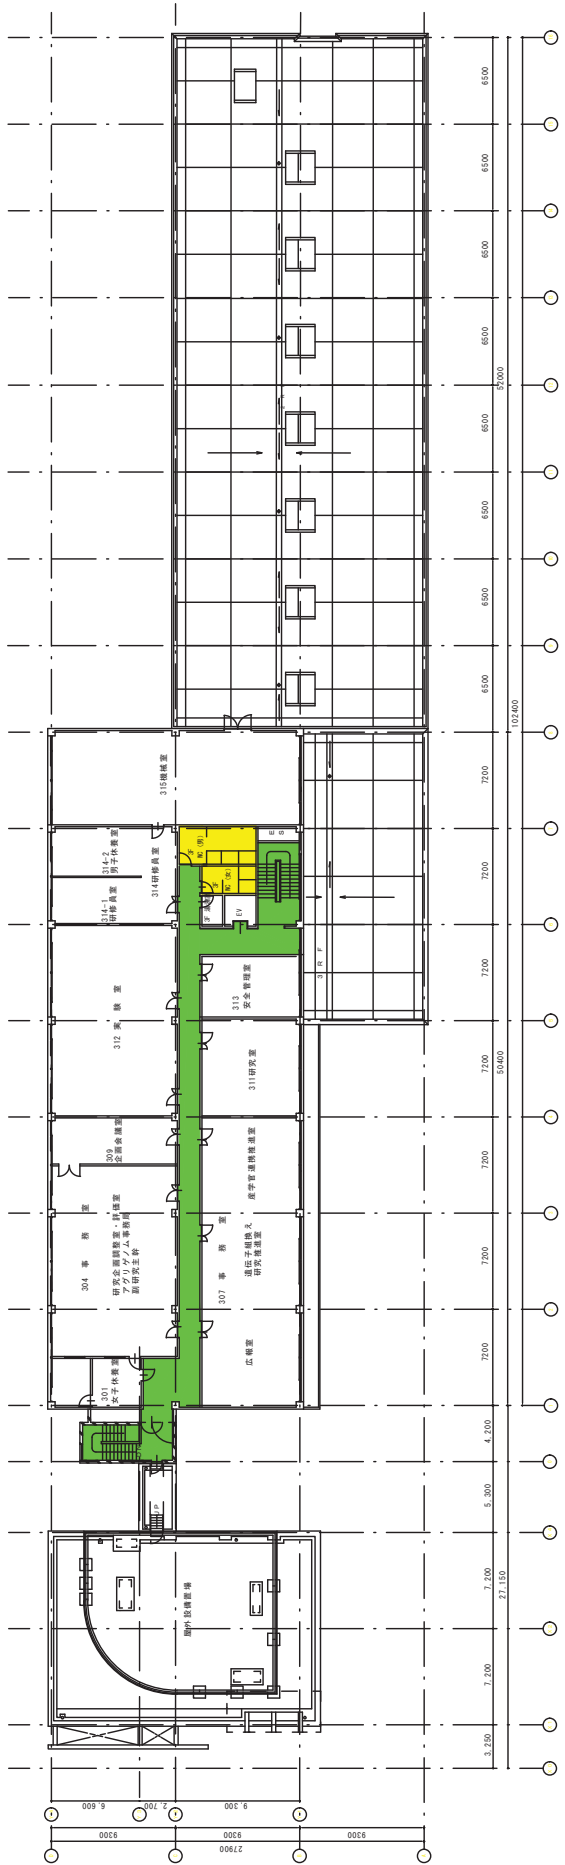 6500
6500
6500
6500
6500
6500
6500
6500
52000
102400
7200
7200
7200
7200
7200
7200
7200
50400
4,200
5,300
7,200
7,200
3,250
27,150
315機械室
314-2
男子休養室
314-1
研修員室
314研修員室
3F
WC (男)
3F
WC (女)
ES
EV
3RF
312 実験室
313
安全管理室
311研究室
309
企画会議室
304 事務室
研究企画調整室・評価室
アグリゲノム事務局
副研究主幹
307 事務室
産学官連携推進室
遺伝子組換え
研究推進室
広報室
301
女子休養室
UP
屋外設備置場
6,600
2,700
9,300
9300
9300
9300
27900